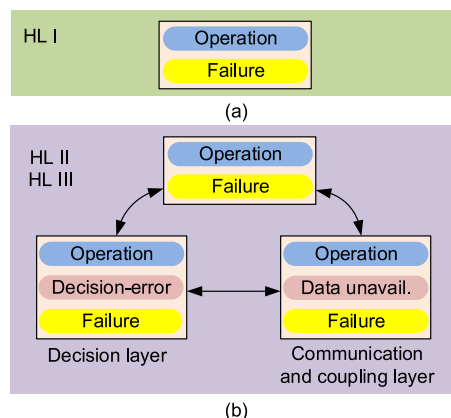 HL I
Operation
Failure
(a)
HL II
HL III
Operation
Failure
Operation
Decision-error
Failure
Decision layer
Operation
Data unavail.
Failure
Communication
and coupling layer
(b)